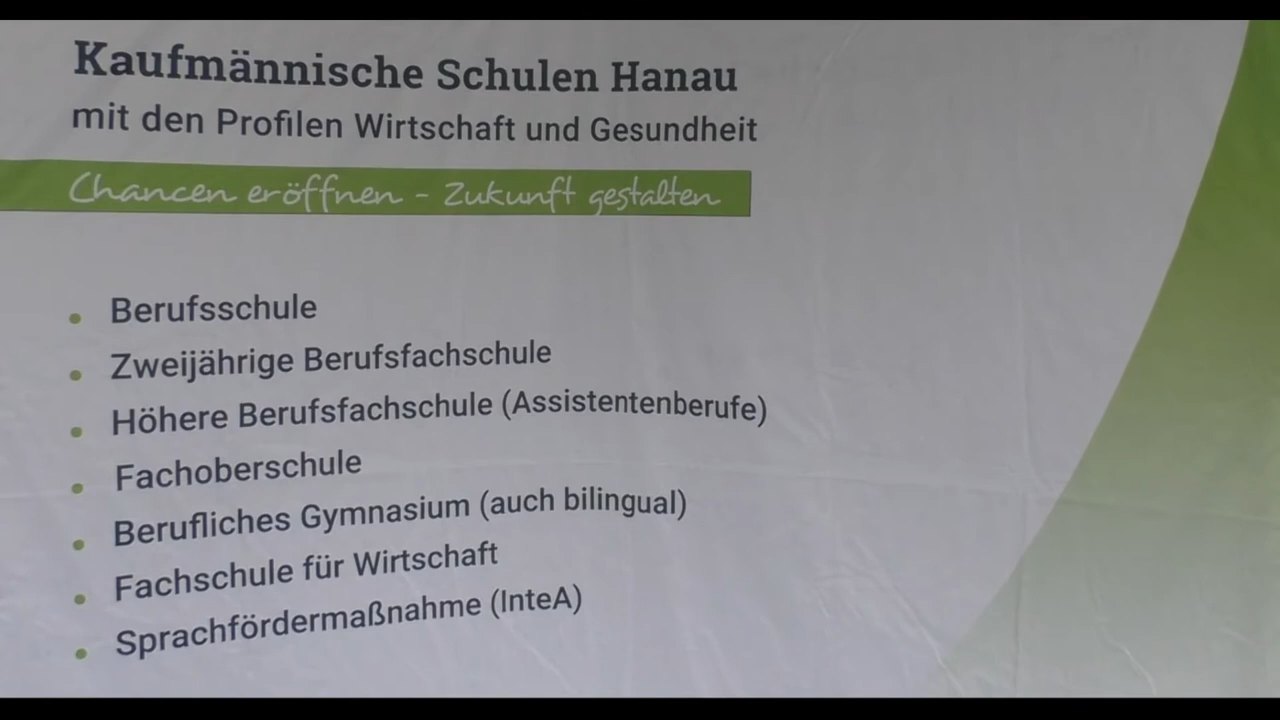 Kaufmännische Schulen Hanau
mit den Profilen Wirtschaft und Gesundheit
Chancen eröffnen - Zukunft gestalten
• Berufsschule
• Zweijährige Berufsfachschule
• Höhere Berufsfachschule (Assistentenberufe)
• Fachoberschule
• Berufliches Gymnasium (auch bilingual)
• Fachschule für Wirtschaft
• Sprachfördermaßnahme (InteA)